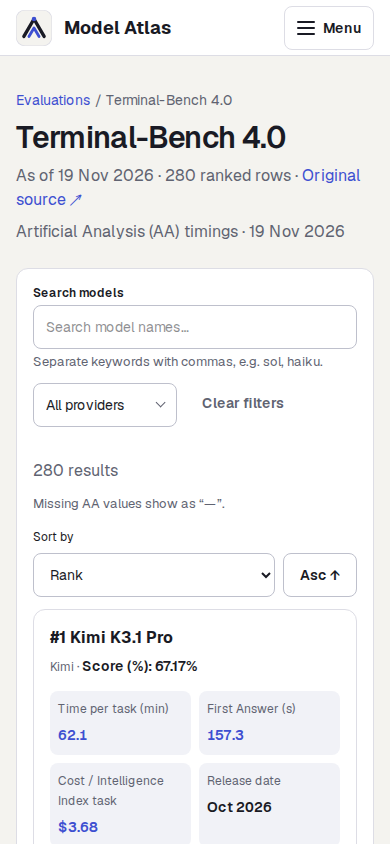 Model Atlas
Menu
Evaluations / Terminal-Bench 4.0
Terminal-Bench 4.0
As of 19 Nov 2026 · 280 ranked rows · Original
source ↗
Artificial Analysis (AA) timings · 19 Nov 2026
Search models
Search model names…
Separate keywords with commas, e.g. sol, haiku.
All providers
Clear filters
280 results
Missing AA values show as “—”.
Sort by
Rank
Asc ↑
#1 Kimi K3.1 Pro
Kimi · Score (%): 67.17%
Time per task (min)
62.1
First Answer (s)
157.3
Cost / Intelligence
Index task
$3.68
Release date
Oct 2026